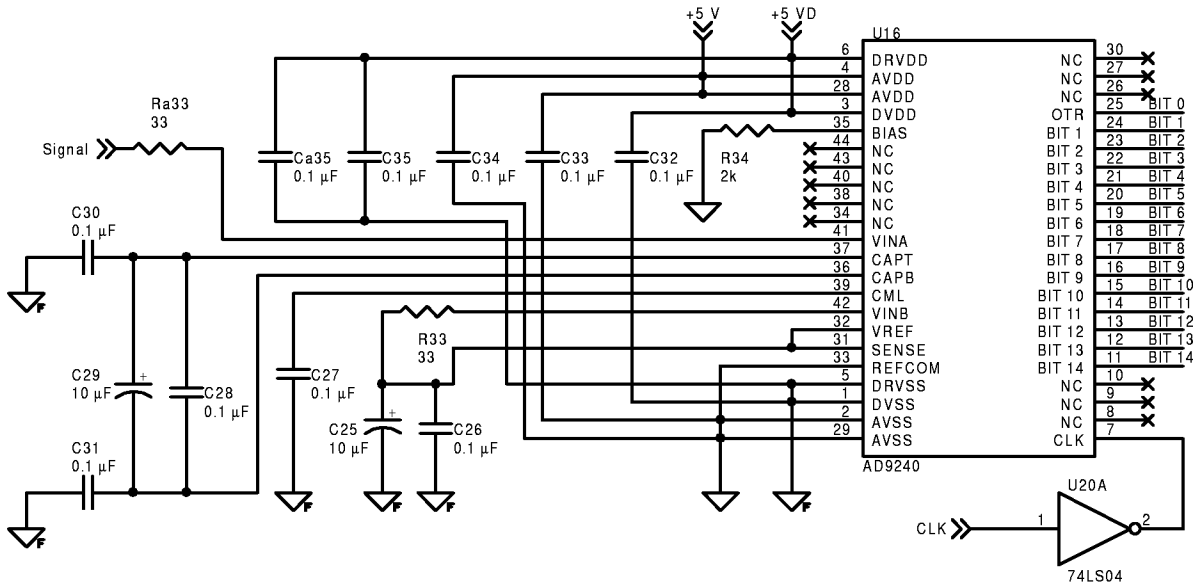 +5 V
+5 VD
U16
6 DRVDD
4 AVDD
28 AVDD
3 DVDD
35 BIAS
44 NC
43 NC
40 NC
38 NC
34 NC
41 VINA
37 CAPT
36 CAPB
39 CML
42 VINB
32 VREF
31 SENSE
33 REFCOM
5 DRVSS
1 DVSS
2 AVSS
29 AVSS
NC 30
NC 27
NC 26
OTR 25 BIT 0
BIT 1 24 BIT 1
BIT 2 23 BIT 2
BIT 3 22 BIT 3
BIT 4 21 BIT 4
BIT 5 20 BIT 5
BIT 6 19 BIT 6
BIT 7 18 BIT 7
BIT 8 17 BIT 8
BIT 9 16 BIT 9
BIT 10 15 BIT 10
BIT 11 14 BIT 11
BIT 12 13 BIT 12
BIT 13 12 BIT 13
BIT 14 11 BIT 14
NC 10
NC 9
NC 8
CLK 7
AD9240
Ra33
33
Signal
Ca35
0.1 µF
C35
0.1 µF
C34
0.1 µF
C33
0.1 µF
C32
0.1 µF
R34
2k
C30
0.1 µF
F
R33
33
C29
10 µF
+
C28
0.1 µF
C27
0.1 µF
C25
10 µF
+
C26
0.1 µF
C31
0.1 µF
F
F
F
F
F
U20A
CLK
1
2
74LS04